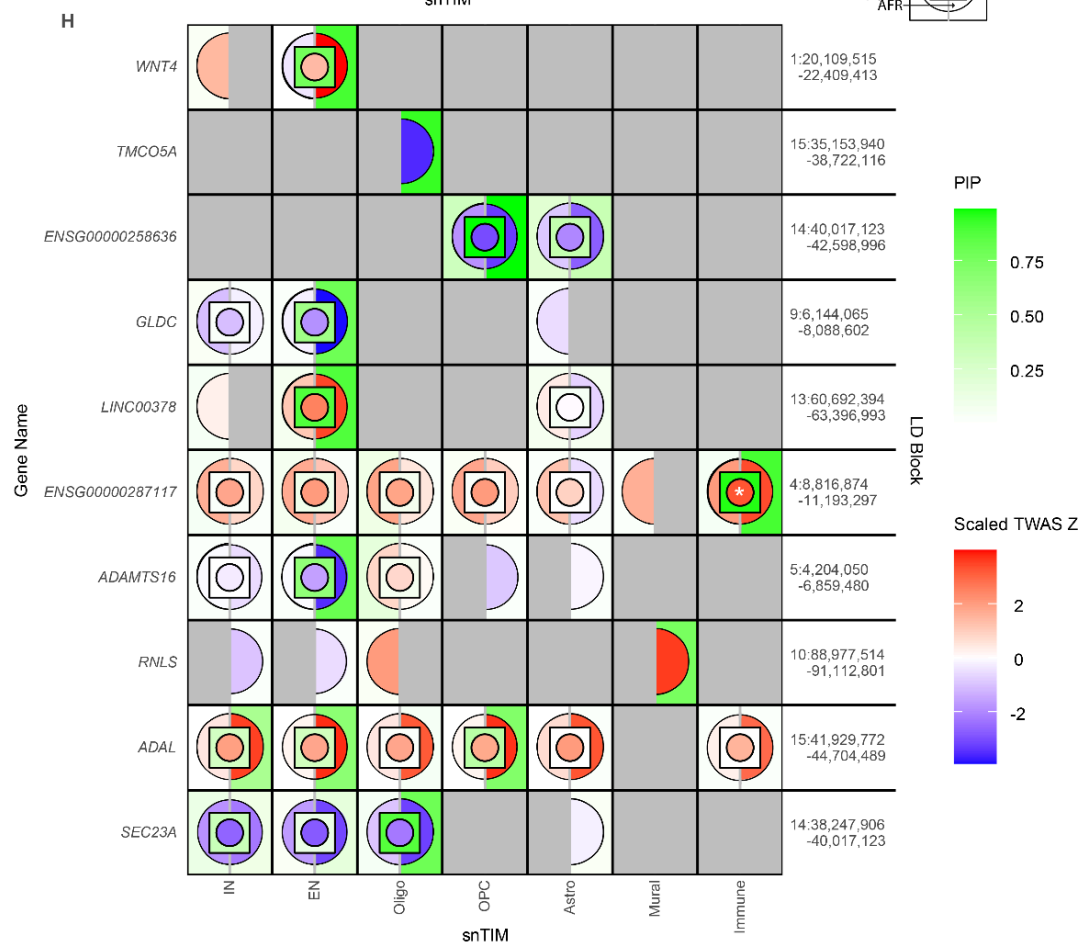 snTIM
AFR
H
WNT4
1:20,109,515
-22,409,413
TMCO5A
15:35,153,940
-38,722,116
ENSG00000258636
14:40,017,123
-42,598,996
GLDC
9:6,144,065
-8,088,602
LINC00378
13:60,692,394
-63,396,993
ENSG00000287117
*
4:8,816,874
-11,193,297
ADAMTS16
5:4,204,050
-6,859,480
RNLS
10:88,977,514
-91,112,801
ADAL
15:41,929,772
-44,704,489
SEC23A
14:38,247,906
-40,017,123
Gene Name
LD Block
IN
EN
Oligo
OPC
Astro
Mural
Immune
snTIM
PIP
0.75
0.50
0.25
Scaled TWAS Z
2
0
-2